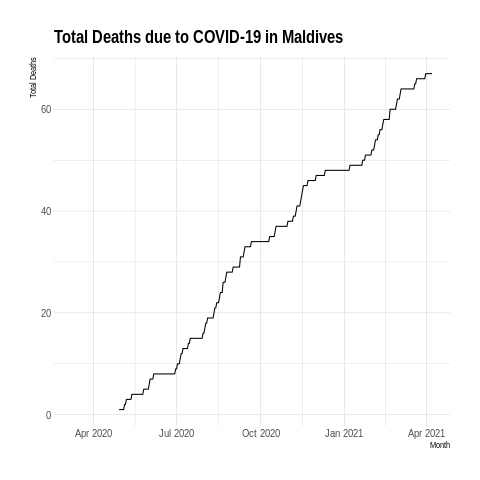 Total Deaths due to COVID-19 in Maldives
Total Deaths
60
40
20
0
Apr 2020 Jul 2020 Oct 2020 Jan 2021 Apr 2021
Month